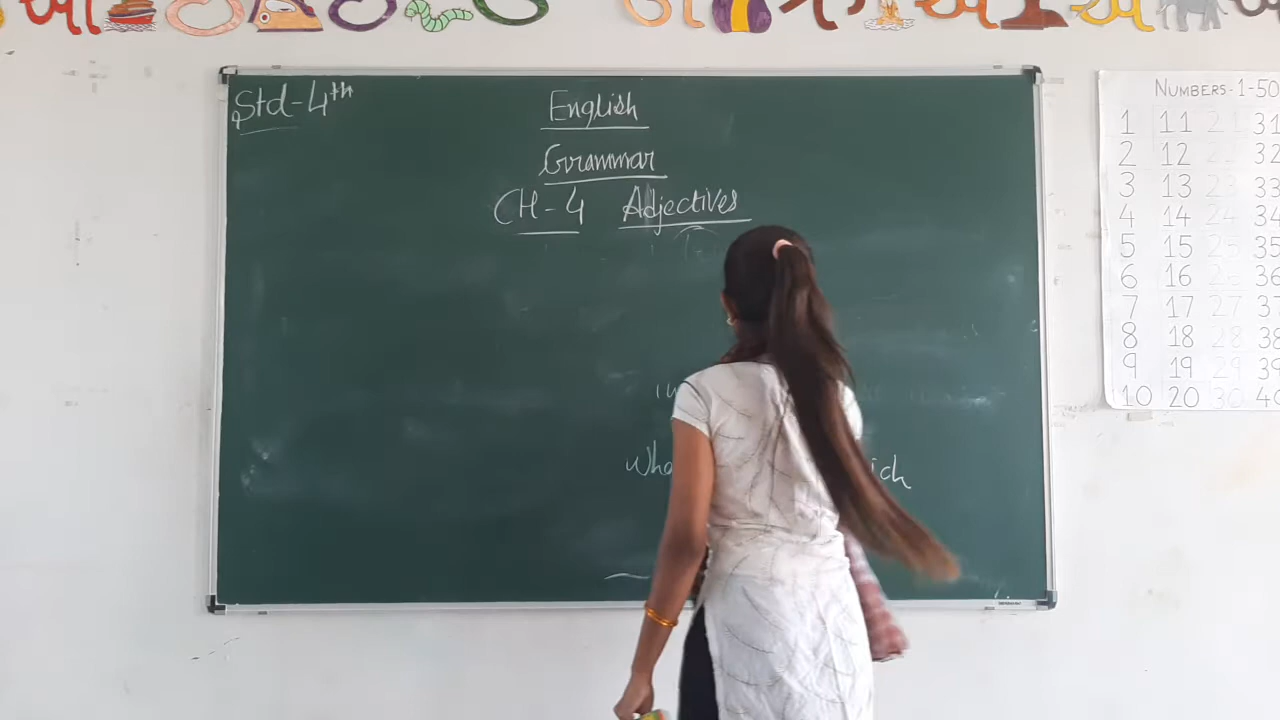 Std-4th
English
Grammar
CH-4 Adjectives
NUMBERS-1-50
1 11 21 31
2 12 22 32
3 13 23 33
4 14 24 34
5 15 25 35
6 16 26 36
7 17 27 37
8 18 28 38
9 19 29 39
10 20 30 40